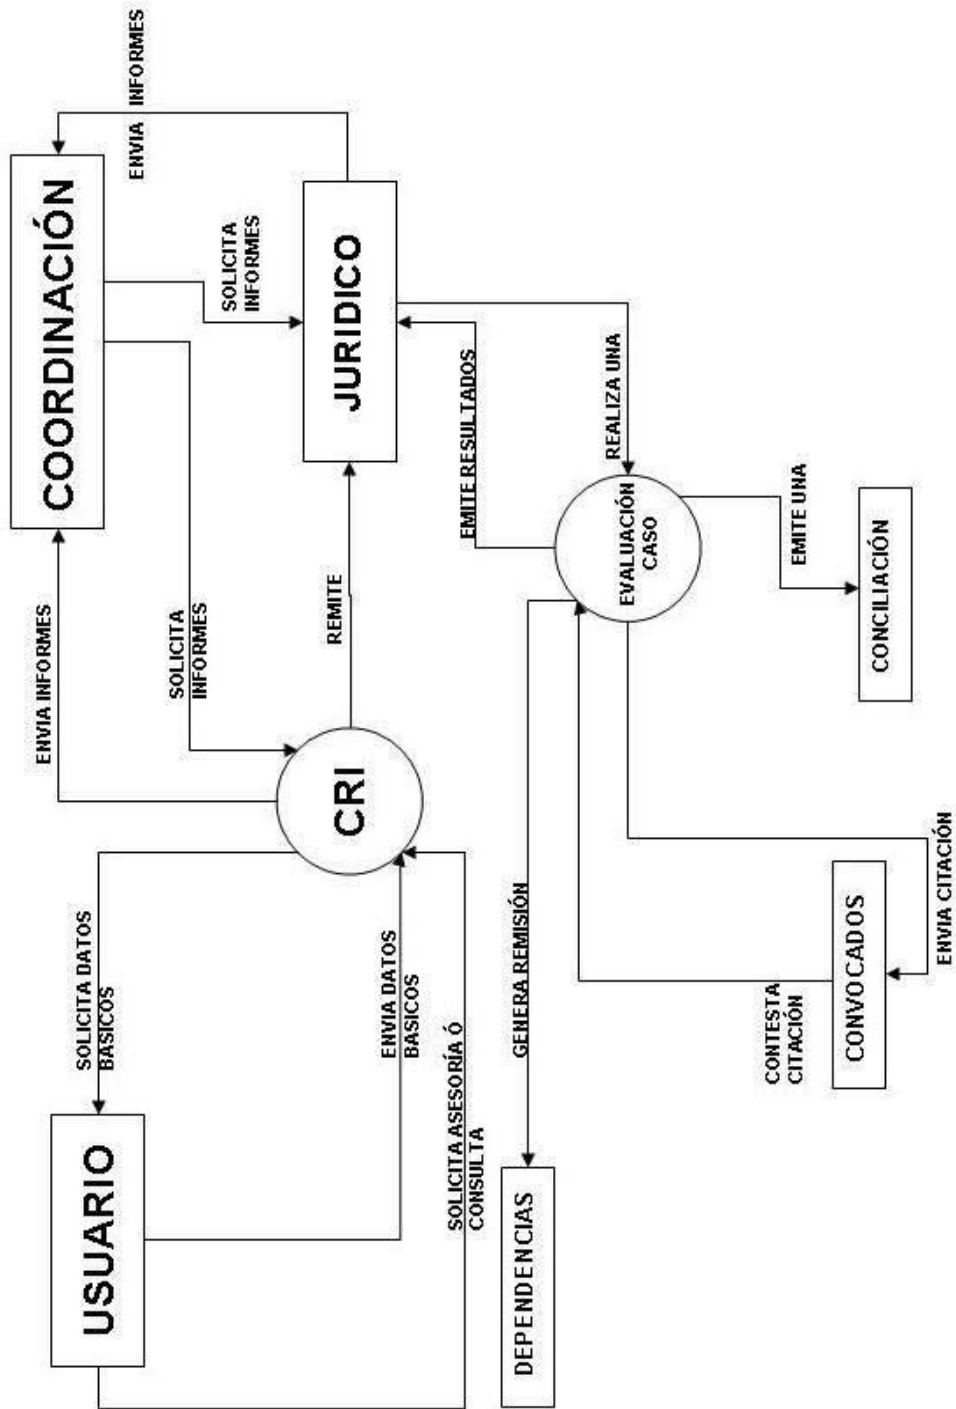 USUARIO
SOLICITA DATOS
BASICOS
ENVIA DATOS
BASICOS
SOLICITA ASESORÍA Ó
CONSULTA
CRI
ENVIA INFORMES
SOLICITA
INFORMES
REMITE
COORDINACIÓN
SOLICITA
INFORMES
ENVIA INFORMES
JURIDICO
EMITE RESULTADOS
REALIZA UNA
EVALUACIÓN
CASO
GENERA REMISIÓN
DEPENDENCIAS
CONTESTA
CITACIÓN
CONVOCADOS
ENVIA CITACIÓN
EMITE UNA
CONCILIACIÓN